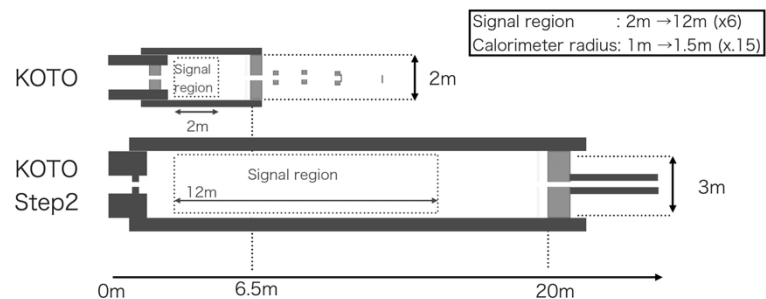 Signal region : 2m →12m (x6)
Calorimeter radius: 1m →1.5m (x.15)
KOTO
Signal
region
2m
2m
KOTO
Step2
Signal region
12m
3m
0m
6.5m
20m